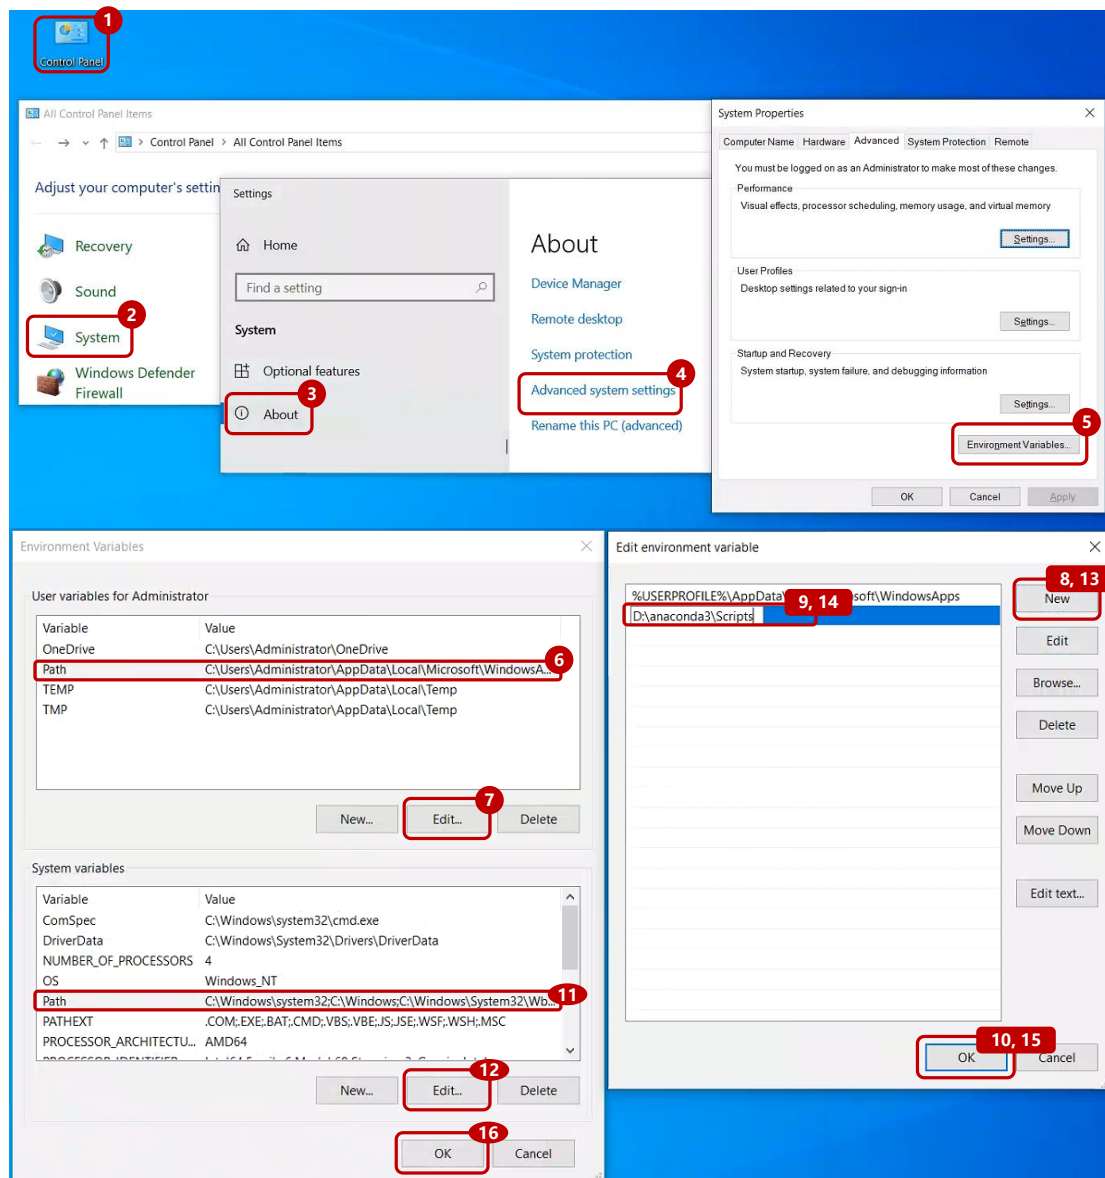 1
Control Panel
All Control Panel Items
Control Panel > All Control Panel Items
Adjust your computer's settin
Recovery
Sound
2
System
Windows Defender
Firewall
Settings
Home
Find a setting
System
Optional features
3
About
About
Device Manager
Remote desktop
System protection
4
Advanced system settings
Rename this PC (advanced)
System Properties
Computer Name Hardware Advanced System Protection Remote
You must be logged on as an Administrator to make most of these changes.
Performance
Visual effects, processor scheduling, memory usage, and virtual memory
Settings...
User Profiles
Desktop settings related to your sign-in
Settings...
Startup and Recovery
System startup, system failure, and debugging information
Settings...
5
Environment Variables...
OK Cancel Apply
Environment Variables
User variables for Administrator
Variable Value
OneDrive C:\Users\Administrator\OneDrive
6
Path C:\Users\Administrator\AppData\Local\Microsoft\WindowsA...
TEMP C:\Users\Administrator\AppData\Local\Temp
TMP C:\Users\Administrator\AppData\Local\Temp
7
New... Edit... Delete
System variables
Variable Value
ComSpec C:\Windows\system32\cmd.exe
DriverData C:\Windows\System32\Drivers\DriverData
NUMBER_OF_PROCESSORS 4
OS Windows_NT
Path C:\Windows\system32;C:\Windows;C:\Windows\System32\Wb... 11
PATHEXT .COM;.EXE;.BAT;.CMD;.VBS;.VBE;.JS;.JSE;.WSF;.WSH;.MSC
PROCESSOR_ARCHITECTU... AMD64
12
New... Edit... Delete
16
OK Cancel
Edit environment variable
8, 13
%USERPROFILE%\AppData\ soft\WindowsApps New
9, 14
D:\anaconda3\Scripts
Edit
Browse...
Delete
Move Up
Move Down
Edit text...
10, 15
OK Cancel